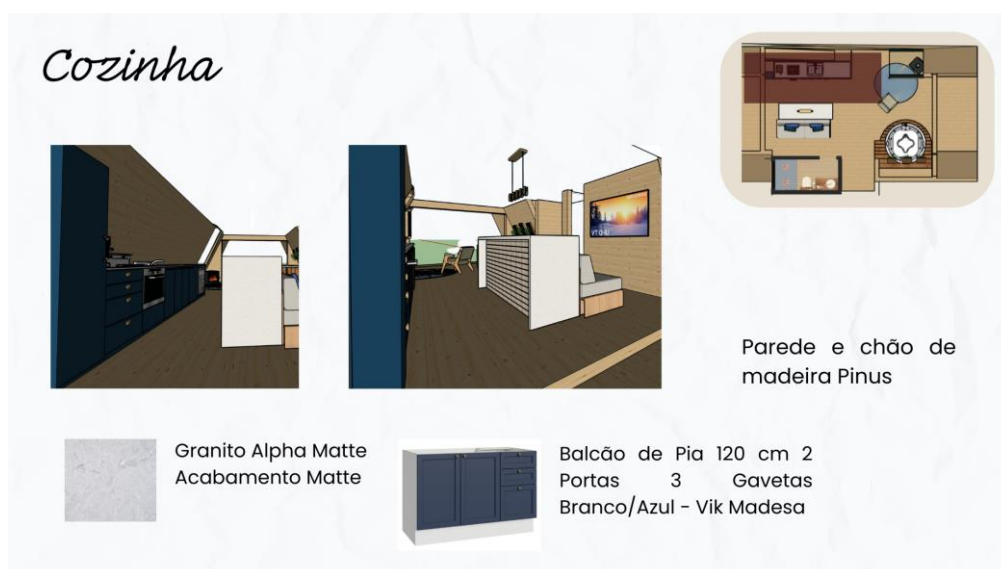 Cozinha
Parede e chão de
madeira Pinus
Granito Alpha Matte
Acabamento Matte
Balcão de Pia 120 cm 2
Portas 3 Gavetas
Branco/Azul - Vik Madesa